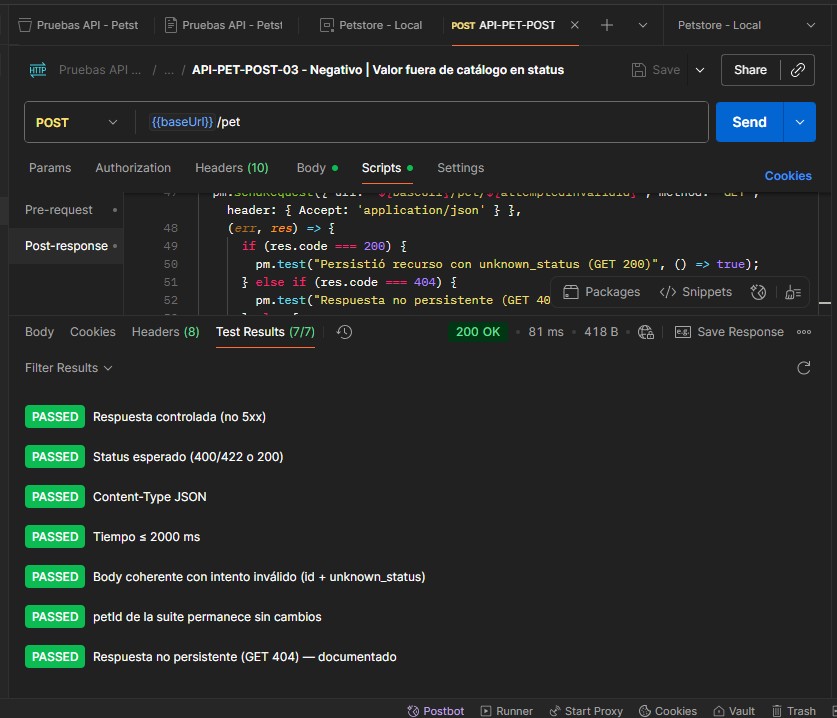 Pruebas API - Petst
Pruebas API - Petst
Petstore - Local
POST API-PET-POST
Petstore - Local
HTTP Pruebas API ... / ... / API-PET-POST-03 - Negativo | Valor fuera de catálogo en status
Save
Share
POST
{{baseUrl}} /pet
Send
Params Authorization Headers (10) Body Scripts Settings
Cookies
Pre-request
Post-response
47 pm.sendRequest({ url: `${baseUrl}/pet/${attemptedInvalidId}`, method: 'GET',
header: { Accept: 'application/json' } },
48 (err, res) => {
49 if (res.code === 200) {
50 pm.test("Persistió recurso con unknown_status (GET 200)", () => true);
51 } else if (res.code === 404) {
52 pm.test("Respuesta no persistente (GET 40
Packages </> Snippets
Body Cookies Headers (8) Test Results (7/7)
200 OK • 81 ms • 418 B
e.g. Save Response
Filter Results
PASSED Respuesta controlada (no 5xx)
PASSED Status esperado (400/422 o 200)
PASSED Content-Type JSON
PASSED Tiempo ≤ 2000 ms
PASSED Body coherente con intento inválido (id + unknown_status)
PASSED petId de la suite permanece sin cambios
PASSED Respuesta no persistente (GET 404) — documentado
Postbot Runner Start Proxy Cookies Vault Trash